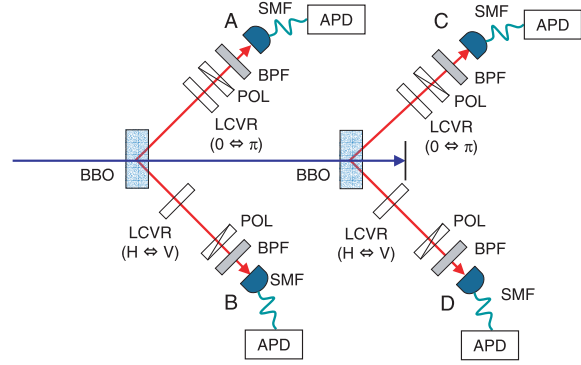 A
SMF
APD
BPF
POL
LCVR
(0 ⇔ π)
BBO
LCVR
(H ⇔ V)
POL
BPF
SMF
B
APD
C
SMF
APD
BPF
POL
LCVR
(0 ⇔ π)
BBO
LCVR
(H ⇔ V)
POL
BPF
D
SMF
APD